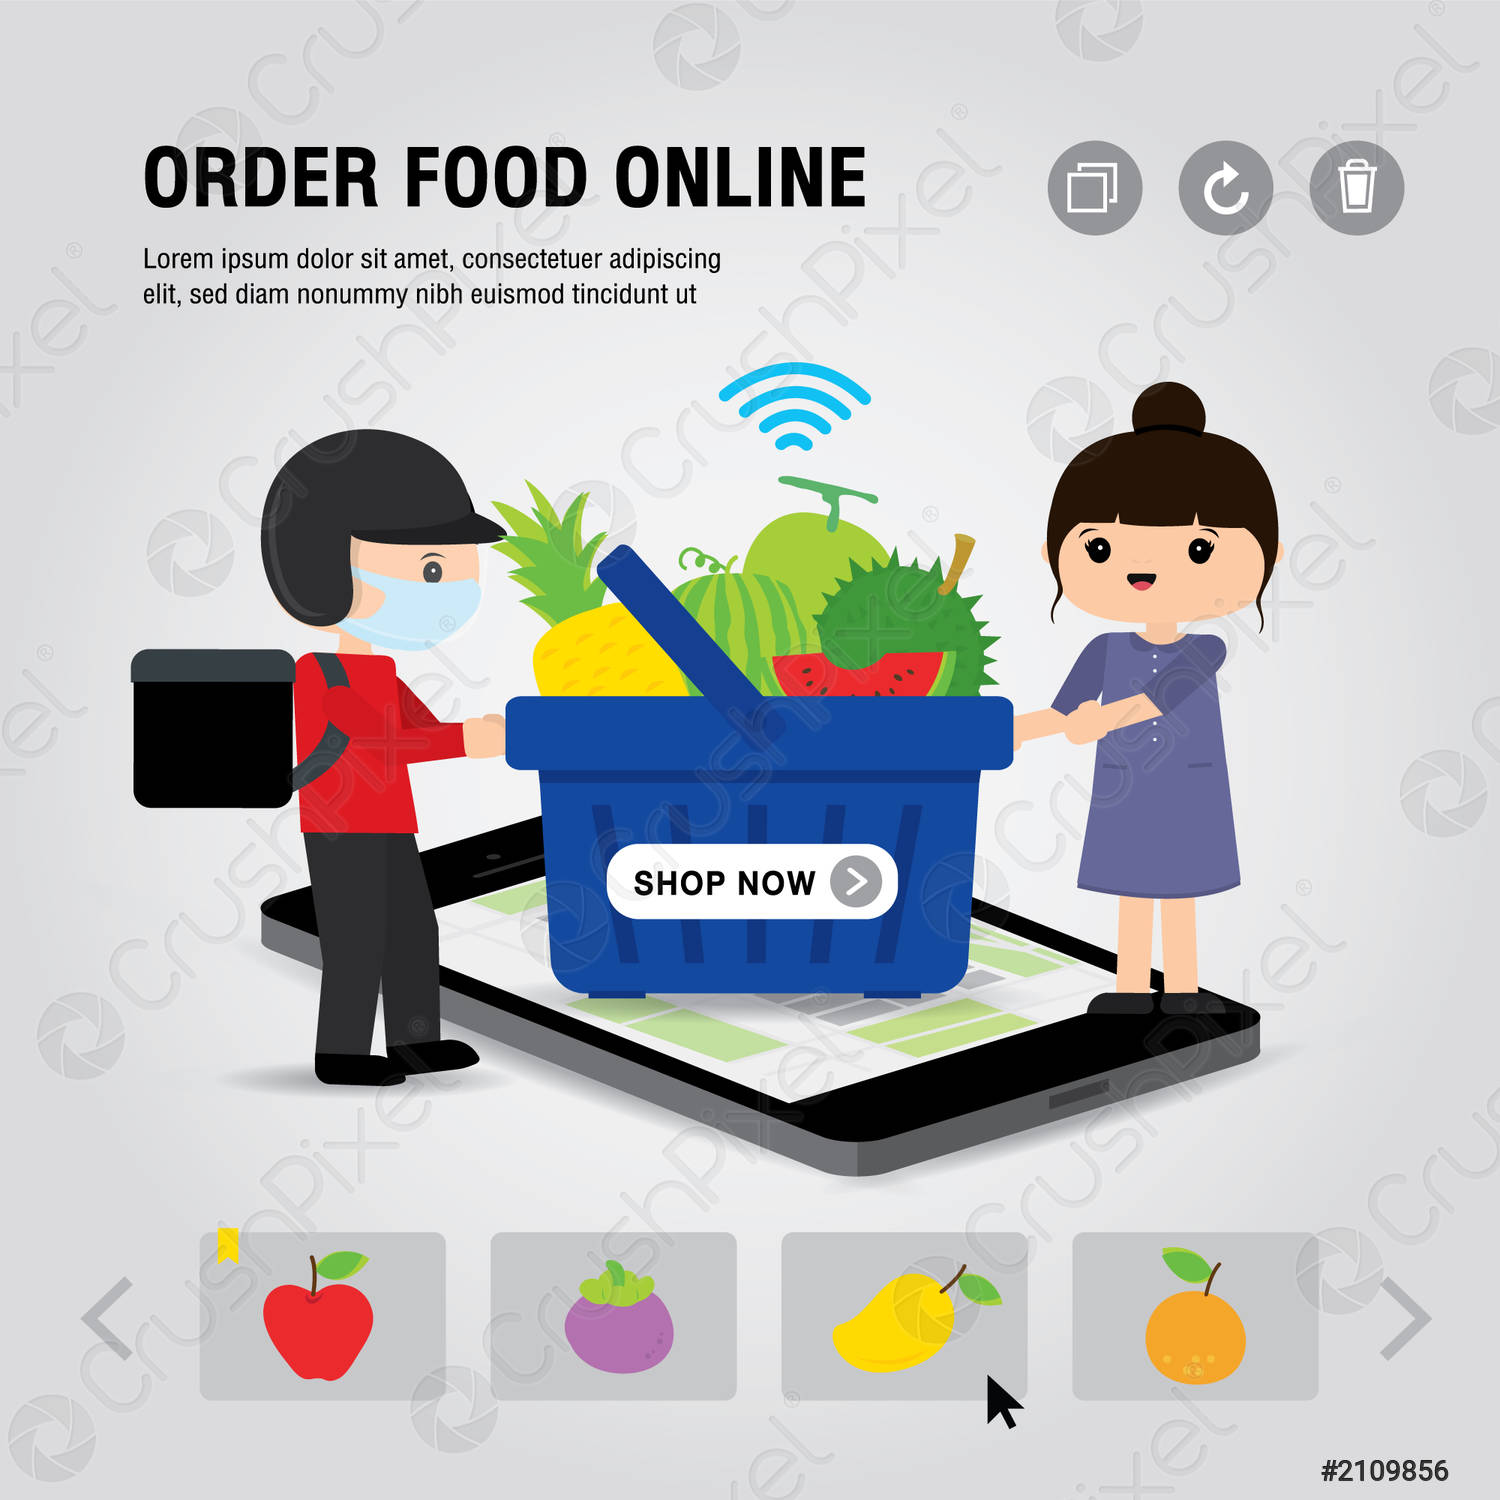 ORDER FOOD ONLINE
Lorem ipsum dolor sit amet, consectetuer adipiscing
elit, sed diam nonummy nibh euismod tincidunt ut
SHOP NOW
CrushPixel
#2109856